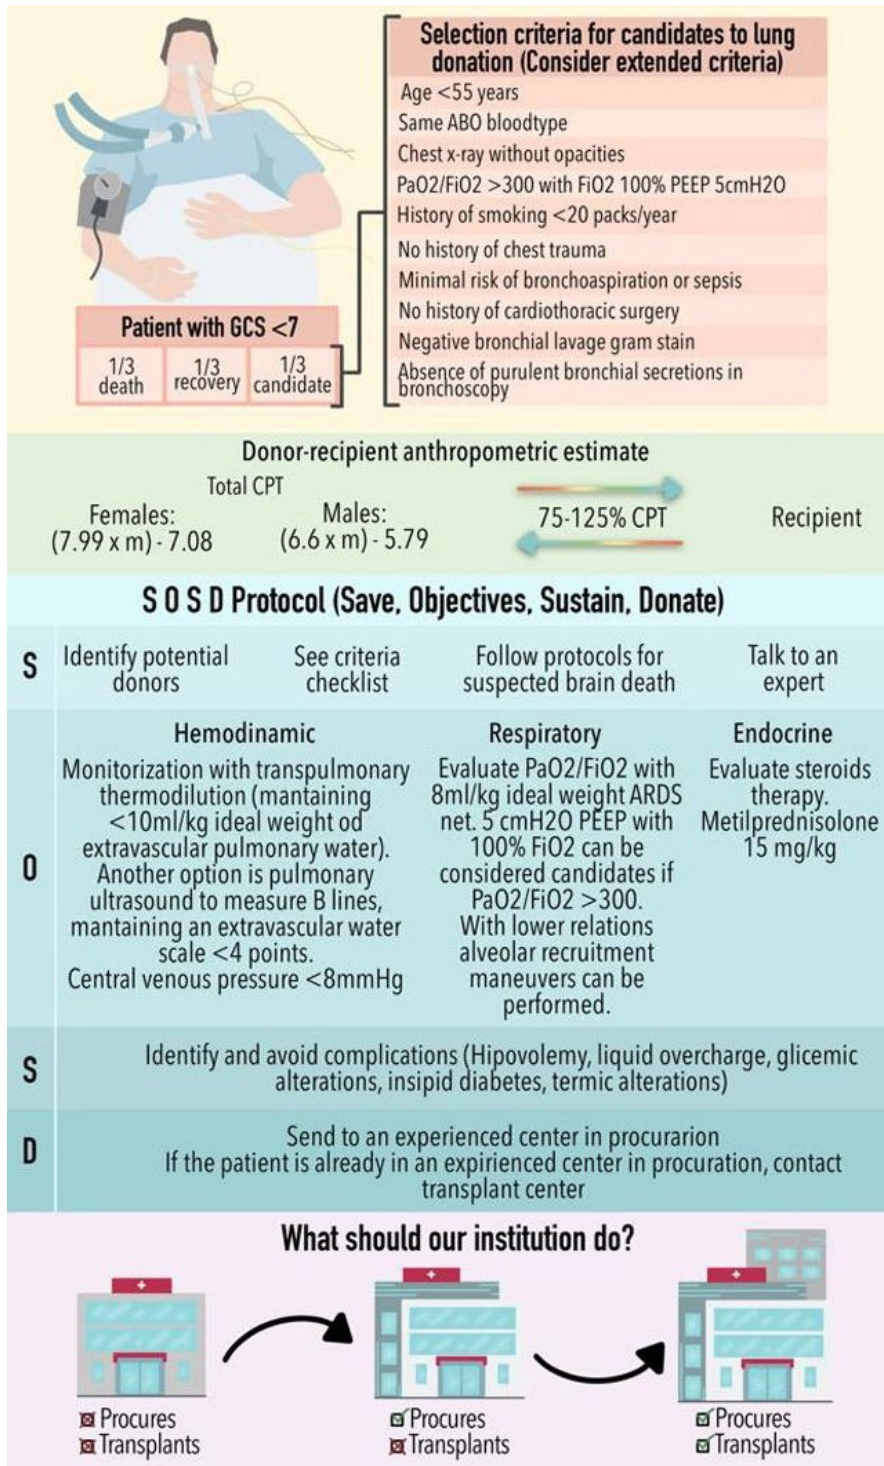 Selection criteria for candidates to lung
donation (Consider extended criteria)
Age <55 years
Same ABO bloodtype
Chest x-ray without opacities
PaO2/FiO2 >300 with FiO2 100% PEEP 5cmH2O
History of smoking <20 packs/year
No history of chest trauma
Minimal risk of bronchoaspiration or sepsis
No history of cardiothoracic surgery
Negative bronchial lavage gram stain
Absence of purulent bronchial secretions in
bronchoscopy
Patient with GCS <7
1/3
death
1/3
recovery
1/3
candidate
Donor-recipient anthropometric estimate
Total CPT
Females:
(7.99 x m) - 7.08
Males:
(6.6 x m) - 5.79
75-125% CPT
Recipient
S O S D Protocol (Save, Objectives, Sustain, Donate)
S
Identify potential
donors
See criteria
checklist
Follow protocols for
suspected brain death
Talk to an
expert
O
Hemodinamic
Monitorization with transpulmonary
thermodilution (mantaining
<10ml/kg ideal weight od
extravascular pulmonary water).
Another option is pulmonary
ultrasound to measure B lines,
mantaining an extravascular water
scale <4 points.
Central venous pressure <8mmHg
Respiratory
Evaluate PaO2/FiO2 with
8ml/kg ideal weight ARDS
net. 5 cmH2O PEEP with
100% FiO2 can be
considered candidates if
PaO2/FiO2 >300.
With lower relations
alveolar recruitment
maneuvers can be
performed.
Endocrine
Evaluate steroids
therapy.
Metilprednisolone
15 mg/kg
S
Identify and avoid complications (Hipovolemy, liquid overcharge, glicemic
alterations, insipid diabetes, termic alterations)
D
Send to an experienced center in procurarion
If the patient is already in an expirienced center in procuration, contact
transplant center
What should our institution do?
Procures
Transplants
Procures
Transplants
Procures
Transplants